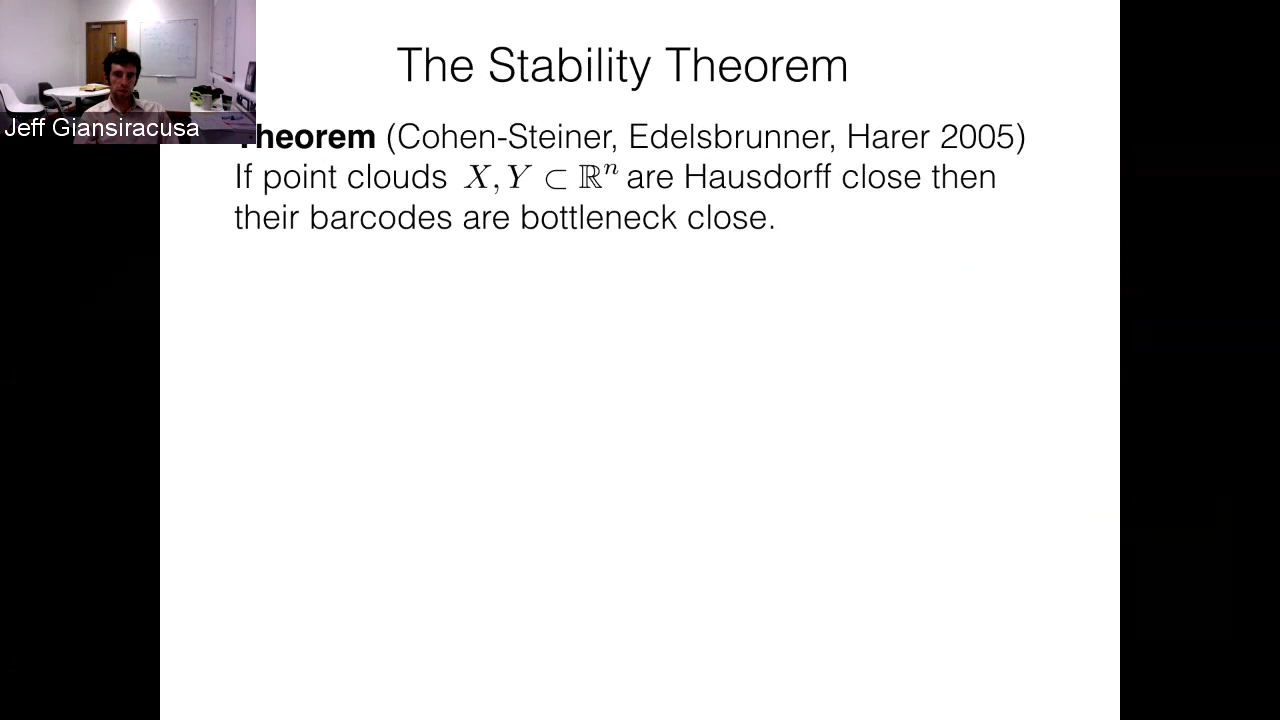 The Stability Theorem
Jeff Giansiracusa
Theorem (Cohen-Steiner, Edelsbrunner, Harer 2005)
If point clouds X, Y ⊂ ℝⁿ are Hausdorff close then
their barcodes are bottleneck close.